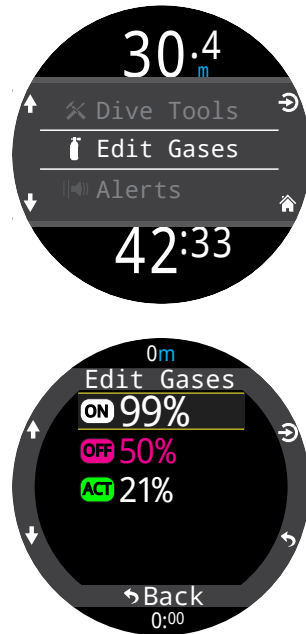 30.4
m
Dive Tools
Edit Gases
Alerts
42:33
0m
Edit Gases
ON 99%
OFF 50%
ACT 21%
Back
0:00